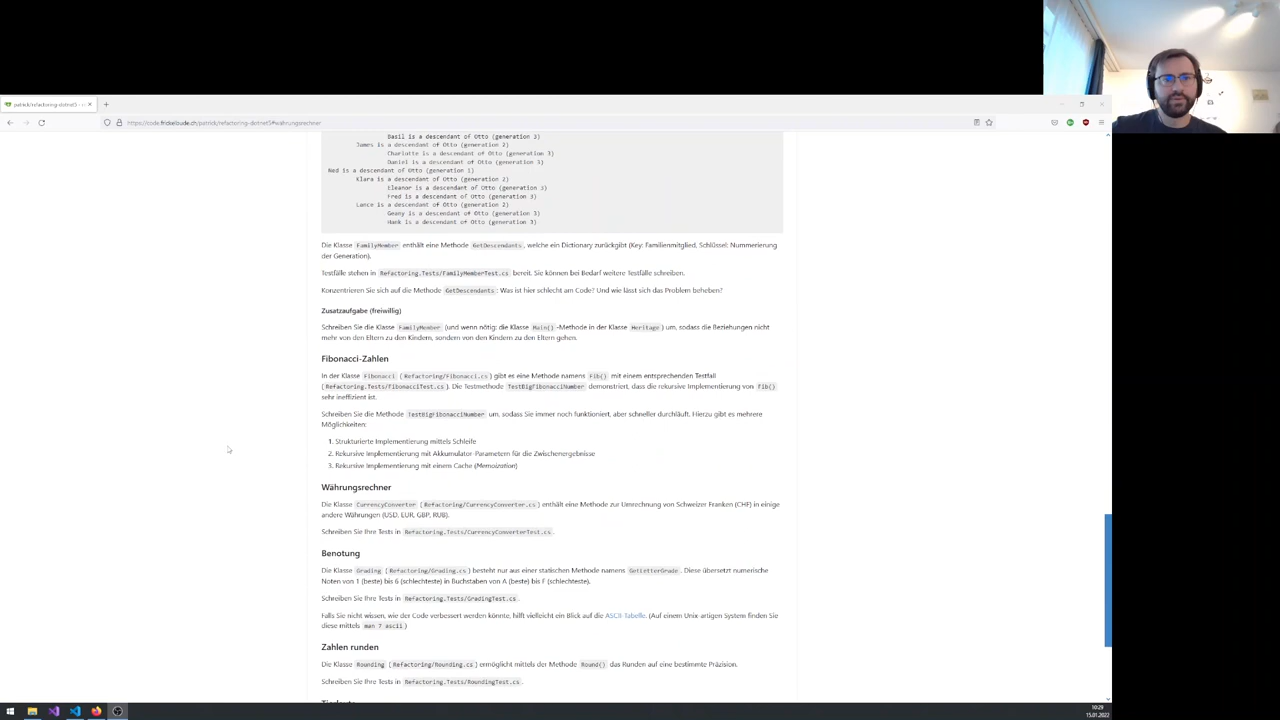 patrick/refactoring-dotnet5 - c
https://code.frickelbude.ch/patrick/refactoring-dotnet5#währungsrechner
Basil is a descendant of Otto (generation 3)
James is a descendant of Otto (generation 2)
Charlotte is a descendant of Otto (generation 3)
Daniel is a descendant of Otto (generation 3)
Ned is a descendant of Otto (generation 1)
Klara is a descendant of Otto (generation 2)
Eleanor is a descendant of Otto (generation 3)
Fred is a descendant of Otto (generation 3)
Lance is a descendant of Otto (generation 2)
Geany is a descendant of Otto (generation 3)
Hank is a descendant of Otto (generation 3)
Die Klasse FamilyMember enthält eine Methode GetDescendants, welche ein Dictionary zurückgibt (Key: Familienmitglied, Schlüssel: Nummerierung
der Generation).
Testfälle stehen in Refactoring.Tests/FamilyMemberTest.cs bereit. Sie können bei Bedarf weitere Testfälle schreiben.
Konzentrieren Sie sich auf die Methode GetDescendants: Was ist hier schlecht am Code? Und wie lässt sich das Problem beheben?
Zusatzaufgabe (freiwillig)
Schreiben Sie die Klasse FamilyMember (und wenn nötig: die Klasse Main()-Methode in der Klasse Heritage) um, sodass die Beziehungen nicht
mehr von den Eltern zu den Kindern, sondern von den Kindern zu den Eltern gehen.
Fibonacci-Zahlen
In der Klasse Fibonacci (Refactoring/Fibonacci.cs) gibt es eine Methode namens Fib() mit einem entsprechenden Testfall
(Refactoring.Tests/FibonacciTest.cs). Die Testmethode TestBigFibonacciNumber demonstriert, dass die rekursive Implementierung von Fib()
sehr ineffizient ist.
Schreiben Sie die Methode TestBigFibonacciNumber um, sodass Sie immer noch funktioniert, aber schneller durchläuft. Hierzu gibt es mehrere
Möglichkeiten:
1. Strukturierte Implementierung mittels Schleife
2. Rekursive Implementierung mit Akkumulator-Parametern für die Zwischenergebnisse
3. Rekursive Implementierung mit einem Cache (Memoization)
Währungsrechner
Die Klasse CurrencyConverter (Refactoring/CurrencyConverter.cs) enthält eine Methode zur Umrechnung von Schweizer Franken (CHF) in einige
andere Währungen (USD, EUR, GBP, RUB).
Schreiben Sie Ihre Tests in Refactoring.Tests/CurrencyConverterTest.cs.
Benotung
Die Klasse Grading (Refactoring/Grading.cs) besteht nur aus einer statischen Methode namens GetLetterGrade. Diese übersetzt numerische
Noten von 1 (beste) bis 6 (schlechteste) in Buchstaben von A (beste) bis F (schlechteste).
Schreiben Sie Ihre Tests in Refactoring.Tests/GradingTest.cs.
Falls Sie nicht wissen, wie der Code verbessert werden könnte, hilft vielleicht ein Blick auf die ASCII-Tabelle. (Auf einem Unix-artigen System finden Sie
diese mittels man 7 ascii)
Zahlen runden
Die Klasse Rounding (Refactoring/Rounding.cs) ermöglicht mittels der Methode Round() das Runden auf eine bestimmte Präzision.
Schreiben Sie Ihre Tests in Refactoring.Tests/RoundingTest.cs.
10:29
15.01.2022